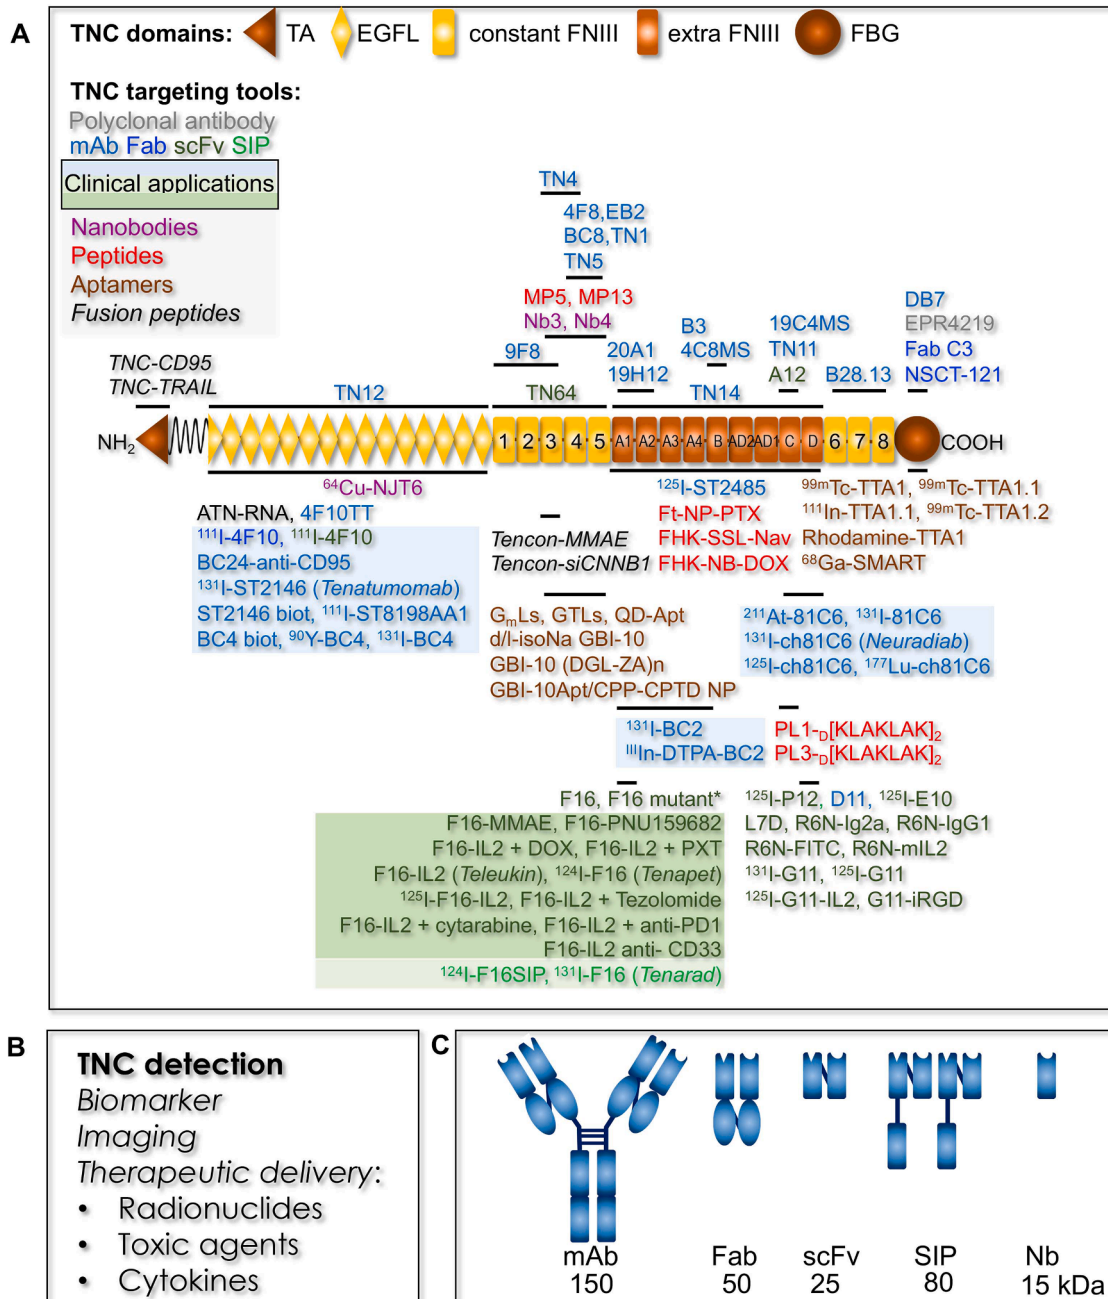 A
TNC domains: TA EGFL constant FNIII extra FNIII FBG
TNC targeting tools:
Polyclonal antibody
mAb Fab scFv SIP
Clinical applications
Nanobodies
Peptides
Aptamers
Fusion peptides
TN4
4F8,EB2
BC8,TN1
TN5
MP5, MP13
Nb3, Nb4
9F8
20A1
19H12
B3
4C8MS
19C4MS
TN11
A12
DB7
EPR4219
Fab C3
NSCT-121
TNC-CD95
TNC-TRAIL
TN12
TN64
TN14
B28.13
NH₂ 1 2 3 4 5 A1 A2 A3 A4 B AD2 AD1 C D 6 7 8 COOH
⁶⁴Cu-NJT6
ATN-RNA, 4F10TT
¹¹¹I-4F10, ¹¹¹I-4F10
BC24-anti-CD95
¹³¹I-ST2146 (Tenatumomab)
ST2146 biot, ¹¹¹I-ST8198AA1
BC4 biot, ⁹⁰Y-BC4, ¹³¹I-BC4
Tencon-MMAE
Tencon-siCNNB1
¹²⁵I-ST2485
Ft-NP-PTX
FHK-SSL-Nav
FHK-NB-DOX
⁹⁹ᵐTc-TTA1, ⁹⁹ᵐTc-TTA1.1
¹¹¹In-TTA1.1, ⁹⁹ᵐTc-TTA1.2
Rhodamine-TTA1
⁶⁸Ga-SMART
GₘLs, GTLs, QD-Apt
d/l-isoNa GBI-10
GBI-10 (DGL-ZA)n
GBI-10Apt/CPP-CPTD NP
²¹¹At-81C6, ¹³¹I-81C6
¹³¹I-ch81C6 (Neuradiab)
¹²⁵I-ch81C6, ¹⁷⁷Lu-ch81C6
¹³¹I-BC2
ᴵᴵᴵIn-DTPA-BC2
PL1-D[KLAKLAK]₂
PL3-D[KLAKLAK]₂
F16, F16 mutant*
F16-MMAE, F16-PNU159682
F16-IL2 + DOX, F16-IL2 + PXT
F16-IL2 (Teleukin), ¹²⁴I-F16 (Tenapet)
¹²⁵I-F16-IL2, F16-IL2 + Tezolomide
F16-IL2 + cytarabine, F16-IL2 + anti-PD1
F16-IL2 anti- CD33
¹²⁴I-F16SIP, ¹³¹I-F16 (Tenarad)
¹²⁵I-P12, D11, ¹²⁵I-E10
L7D, R6N-Ig2a, R6N-IgG1
R6N-FITC, R6N-mIL2
¹³¹I-G11, ¹²⁵I-G11
¹²⁵I-G11-IL2, G11-iRGD
B
TNC detection
Biomarker
Imaging
Therapeutic delivery:
• Radionuclides
• Toxic agents
• Cytokines
C
mAb Fab scFv SIP Nb
150 50 25 80 15 kDa